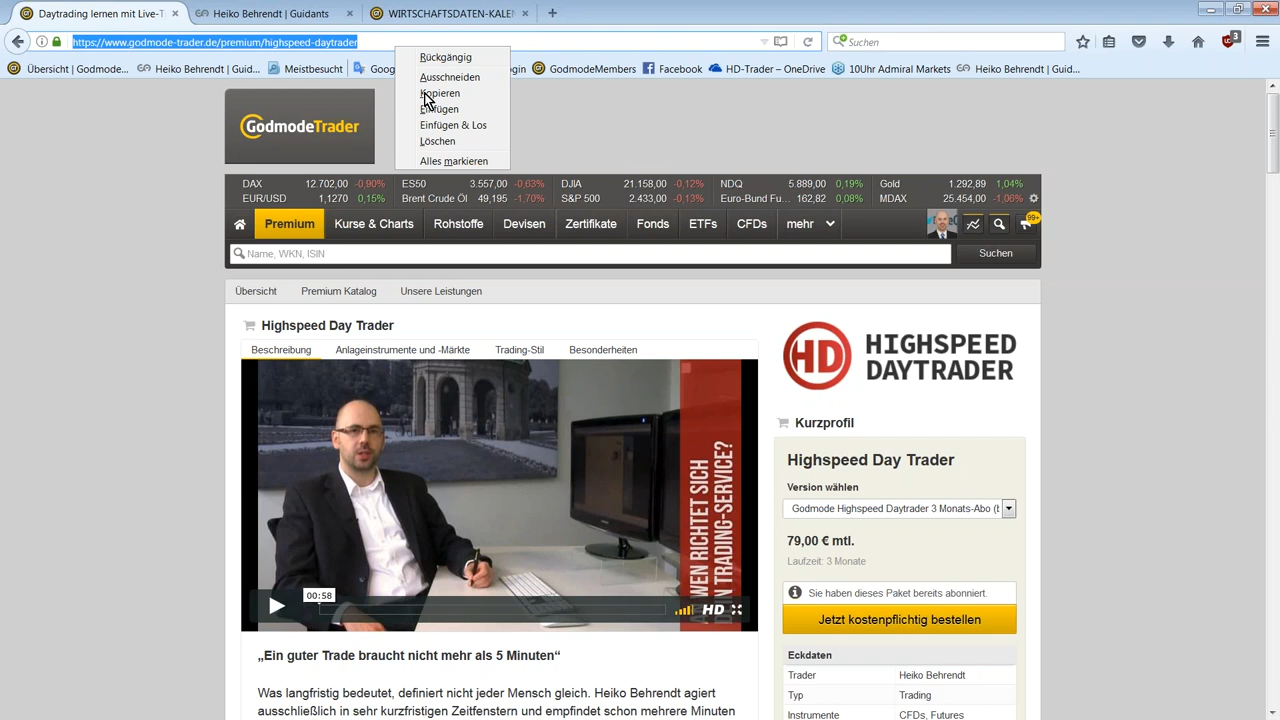 Daytrading lernen mit Live-T
Heiko Behrendt | Guidants
WIRTSCHAFTSDATEN-KALEN
https://www.godmode-trader.de/premium/highspeed-daytrader
Suchen
3
Übersicht | Godmode...
Heiko Behrendt | Guid...
Meistbesucht
Goog
ogin
GodmodeMembers
Facebook
HD-Trader – OneDrive
10Uhr Admiral Markets
Heiko Behrendt | Gui...
Rückgängig
Ausschneiden
Kopieren
Einfügen
Einfügen & Los
Löschen
Alles markieren
GodmodeTrader
DAX 12.702,00 -0,90% ES50 3.557,00 -0,63% DJIA 21.158,00 -0,12% NDQ 5.889,00 0,19% Gold 1.292,89 1,04%
EUR/USD 1,1270 0,15% Brent Crude Öl 49,195 -1,70% S&P 500 2.433,00 -0,13% Euro-Bund Fu... 162,82 0,08% MDAX 25.454,00 -1,06%
Premium Kurse & Charts Rohstoffe Devisen Zertifikate Fonds ETFs CFDs mehr 99+
Name, WKN, ISIN
Suchen
Übersicht Premium Katalog Unsere Leistungen
Highspeed Day Trader
Beschreibung Anlageinstrumente und -Märkte Trading-Stil Besonderheiten
WEN RICHTET SICH
TRADING-SERVICE?
00:58
HD
„Ein guter Trade braucht nicht mehr als 5 Minuten“
Was langfristig bedeutet, definiert nicht jeder Mensch gleich. Heiko Behrendt agiert
ausschließlich in sehr kurzfristigen Zeitfenstern und empfindet schon mehrere Minuten
HD
HIGHSPEED
DAYTRADER
Kurzprofil
Highspeed Day Trader
Version wählen
Godmode Highspeed Daytrader 3 Monats-Abo (
79,00 € mtl.
Laufzeit: 3 Monate
Sie haben dieses Paket bereits abonniert.
Jetzt kostenpflichtig bestellen
Eckdaten
Trader Heiko Behrendt
Typ Trading
Instrumente CFDs, Futures